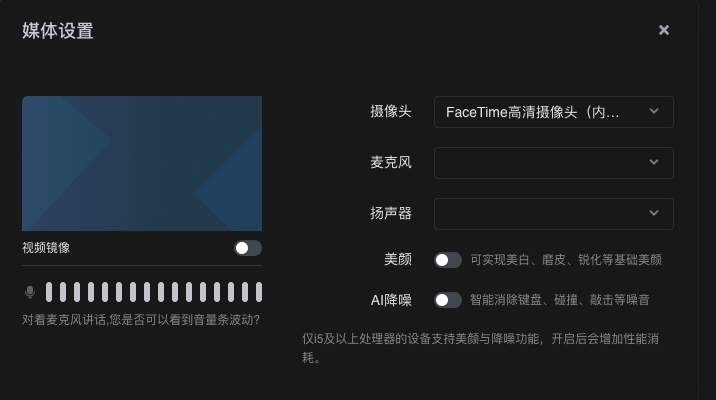 媒体设置
摄像头
FaceTime高清摄像头（内...
麦克风
扬声器
视频镜像
美颜
可实现美白、磨皮、锐化等基础美颜
AI降噪
智能消除键盘、碰撞、敲击等噪音
对着麦克风讲话,您是否可以看到音量条波动?
仅i5及以上处理器的设备支持美颜与降噪功能，开启后会增加性能消
耗。